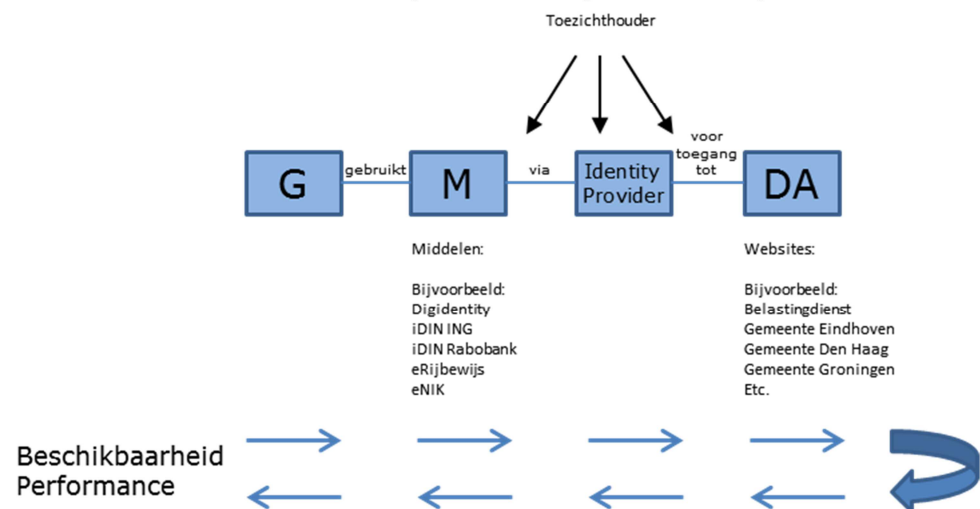 Toezichthouder
G
gebruikt
M
via
Identity
Provider
voor
toegang
tot
DA
Middelen:
Bijvoorbeeld:
Digidentity
iDIN ING
iDIN Rabobank
eRijbewijs
eNIK
Websites:
Bijvoorbeeld:
Belastingdienst
Gemeente Eindhoven
Gemeente Den Haag
Gemeente Groningen
Etc.
Beschikbaarheid
Performance